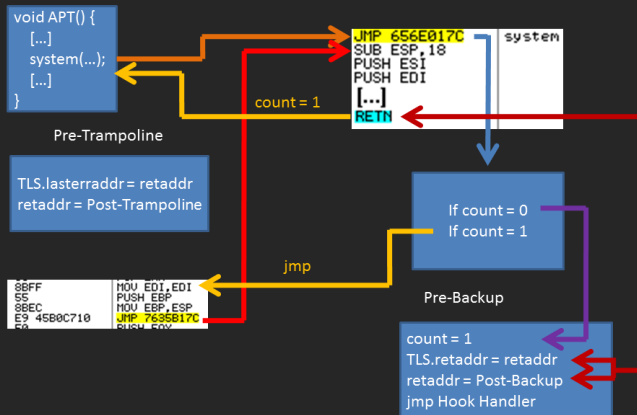 void APT() {
[...]
system(...);
[...]
}
JMP 656E017C system
SUB ESP,18
PUSH ESI
PUSH EDI
[...]
RETN
count = 1
Pre-Trampoline
TLS.lasterraddr = retaddr
retaddr = Post-Trampoline
If count = 0
If count = 1
jmp
8BFF MOV EDI,EDI
55 PUSH EBP
8BEC MOV EBP,ESP
E9 45B0C710 JMP 7635B17C
Pre-Backup
count = 1
TLS.retaddr = retaddr
retaddr = Post-Backup
jmp Hook Handler